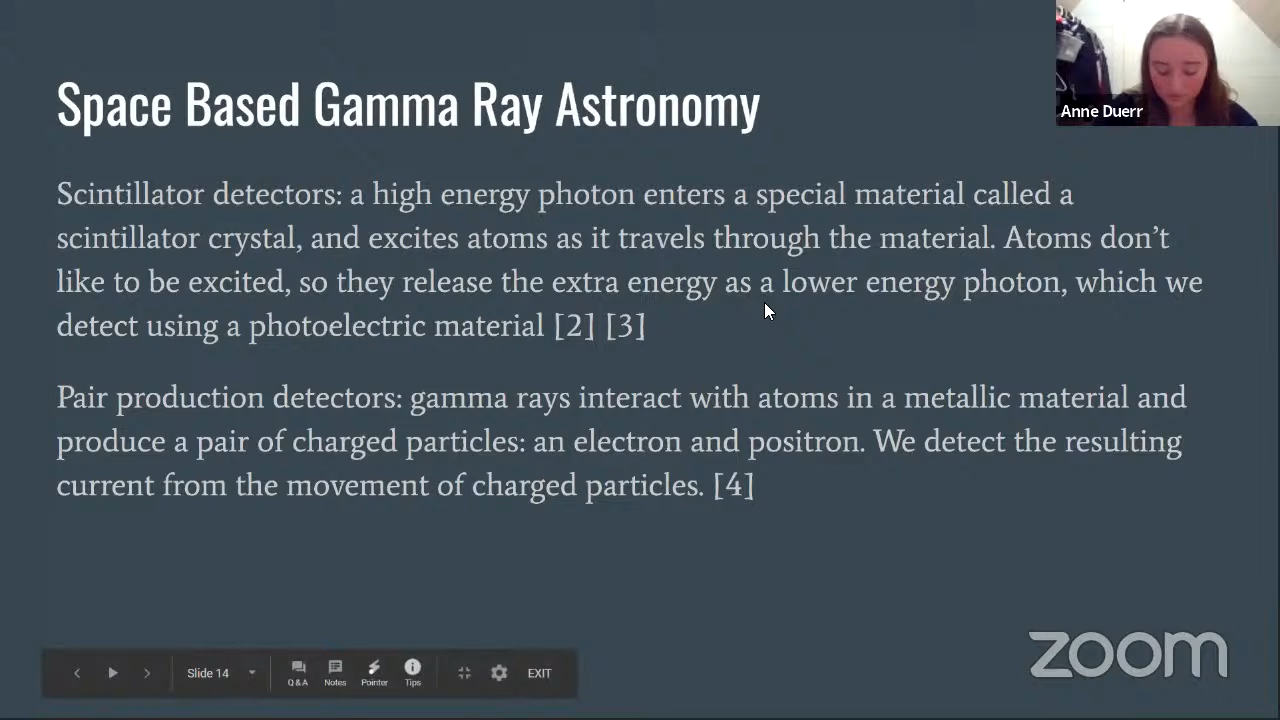 Space Based Gamma Ray Astronomy
Anne Duerr
Scintillator detectors: a high energy photon enters a special material called a
scintillator crystal, and excites atoms as it travels through the material. Atoms don’t
like to be excited, so they release the extra energy as a lower energy photon, which we
detect using a photoelectric material [2] [3]
Pair production detectors: gamma rays interact with atoms in a metallic material and
produce a pair of charged particles: an electron and positron. We detect the resulting
current from the movement of charged particles. [4]
zoom
Slide 14
Q&A
Notes
Pointer
Tips
EXIT